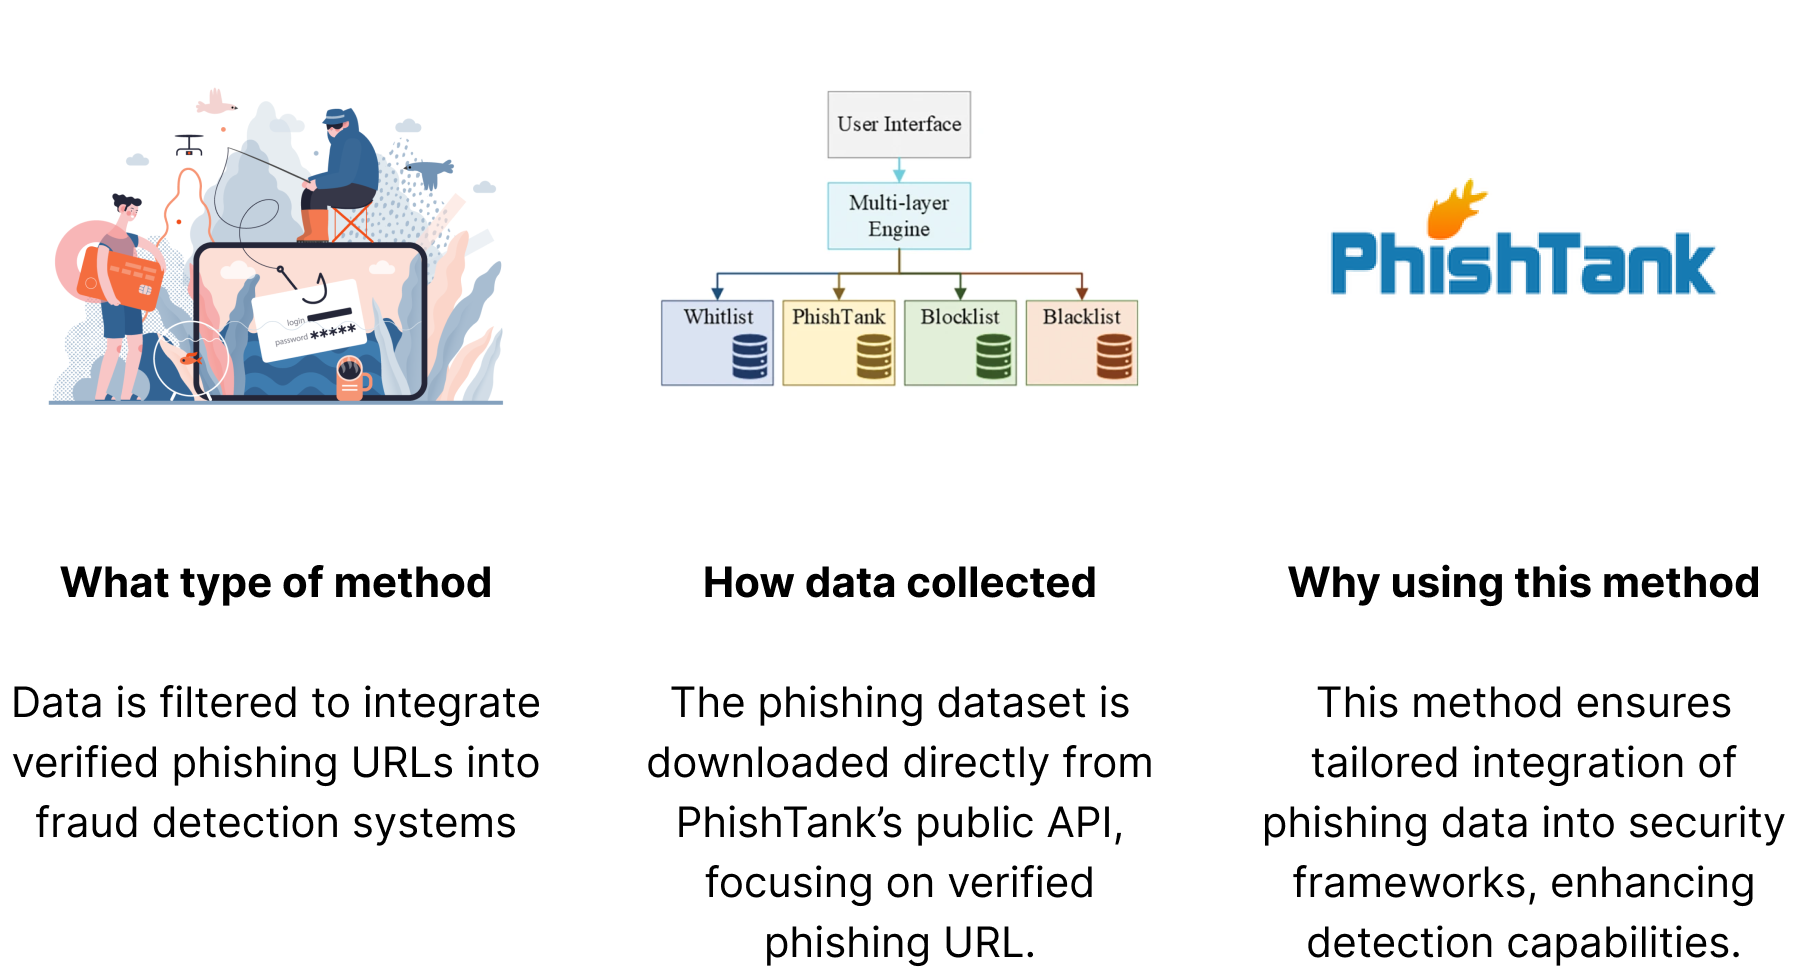 login
password *****
User Interface
Multi-layer
Engine
Whitlist
PhishTank
Blocklist
Blacklist
PhishTank
What type of method
Data is filtered to integrate
verified phishing URLs into
fraud detection systems
How data collected
The phishing dataset is
downloaded directly from
PhishTank’s public API,
focusing on verified
phishing URL.
Why using this method
This method ensures
tailored integration of
phishing data into security
frameworks, enhancing
detection capabilities.